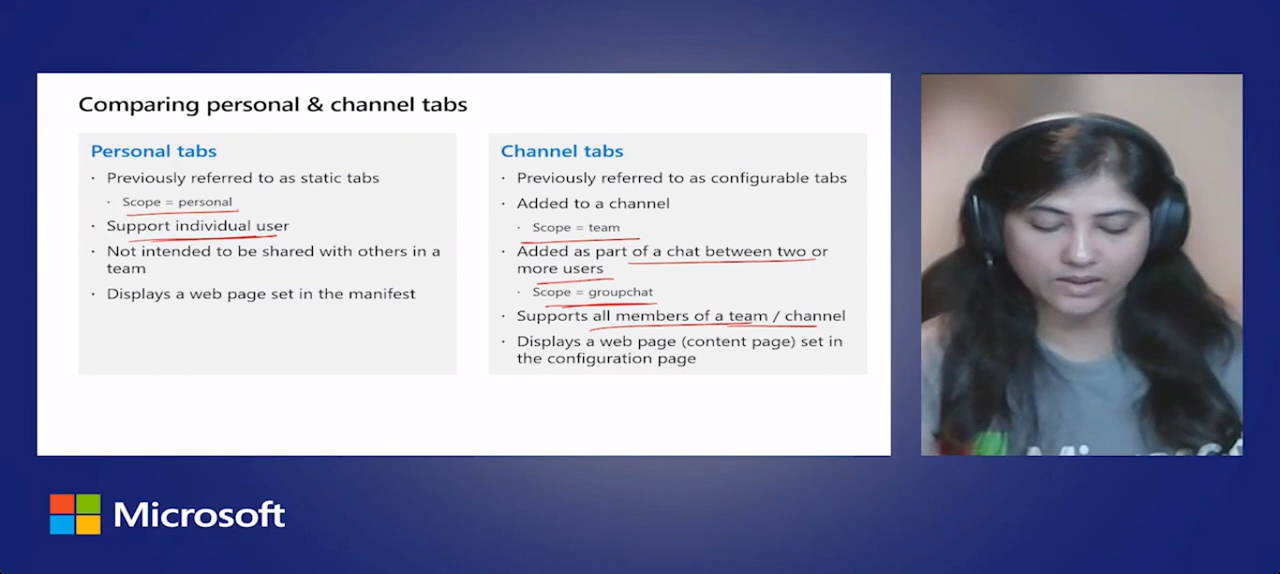 Comparing personal & channel tabs
Personal tabs
· Previously referred to as static tabs
· Scope = personal
· Support individual user
· Not intended to be shared with others in a
team
· Displays a web page set in the manifest
Channel tabs
· Previously referred to as configurable tabs
· Added to a channel
· Scope = team
· Added as part of a chat between two or
more users
· Scope = groupchat
· Supports all members of a team / channel
· Displays a web page (content page) set in
the configuration page
Microsoft